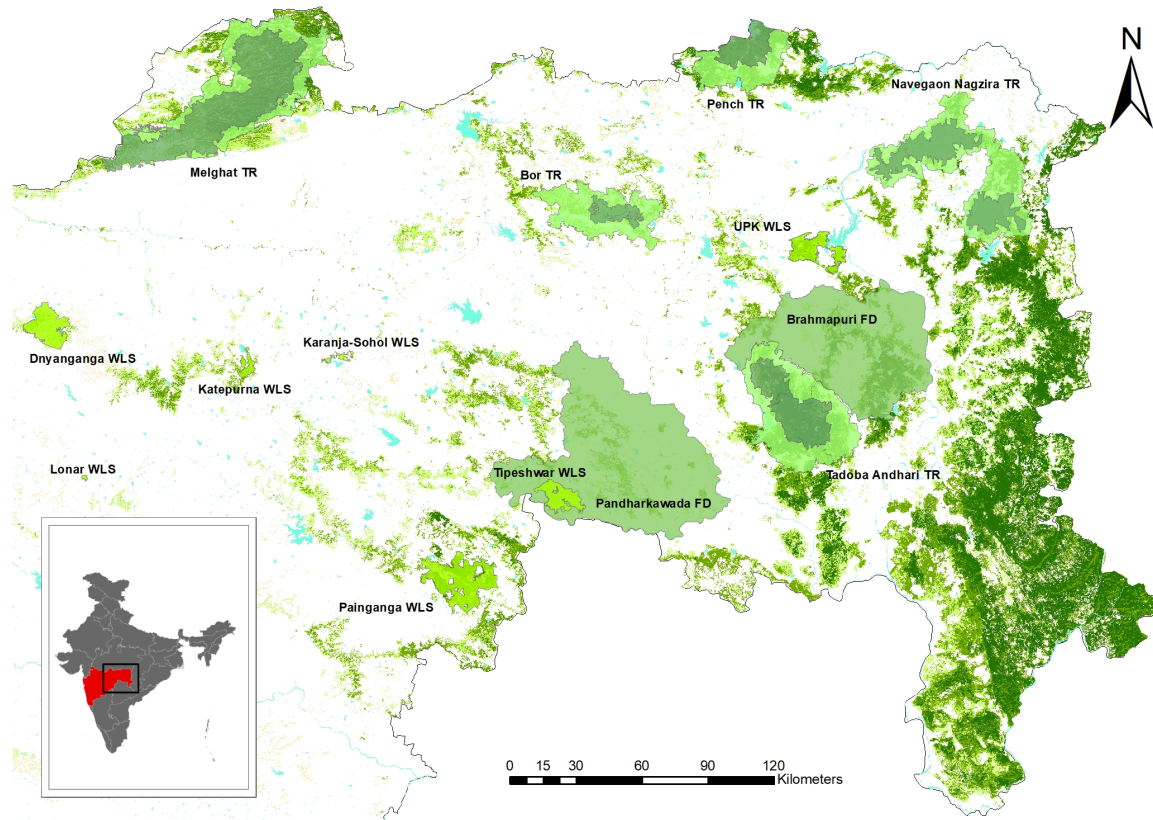 N
Navegaon Nagzira TR
Pench TR
Melghat TR
Bor TR
UPK WLS
Brahmapuri FD
Karanja-Sohol WLS
Dnyanganga WLS
Katepurna WLS
Lonar WLS
Tipeshwar WLS
Tadoba Andhari TR
Pandharkawada FD
Painganga WLS
0 15 30 60 90 120
Kilometers